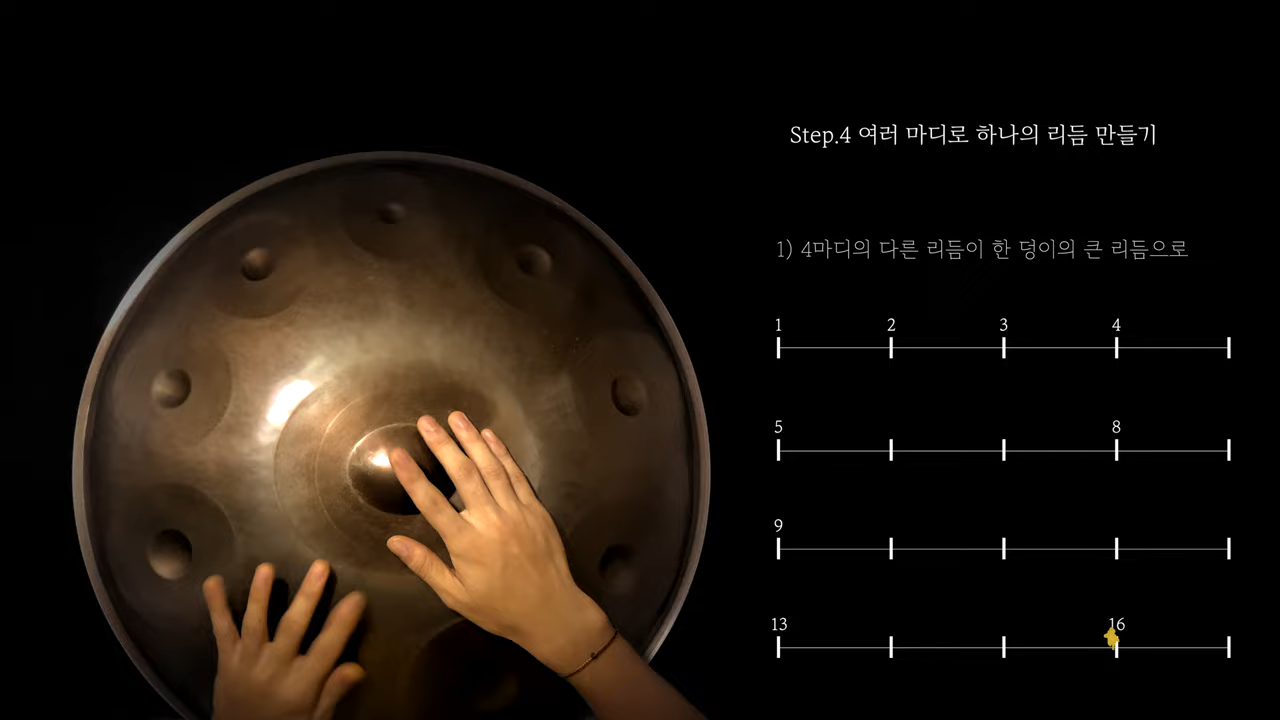 Step.4 여러 마디로 하나의 리듬 만들기
1) 4마디의 다른 리듬이 한 덩이의 큰 리듬으로
1 2 3 4
5 8
9
13 16